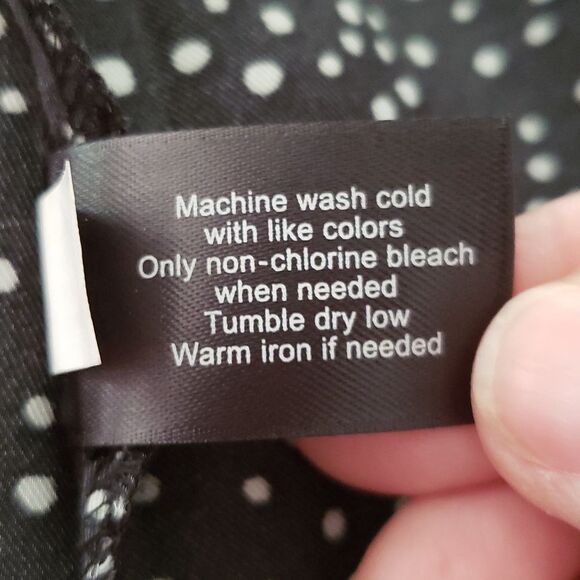 Machine wash cold
with like colors
Only non-chlorine bleach
when needed
Tumble dry low
Warm iron if needed